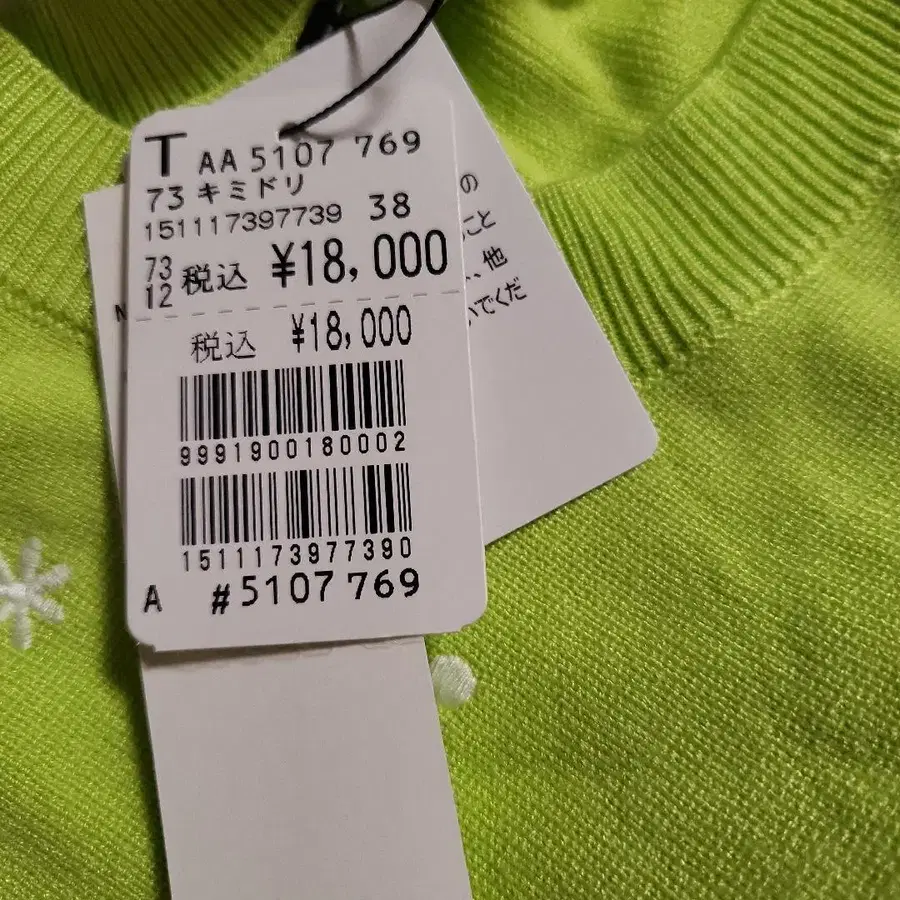 T AA 5107 769
73 キミドリ
151117397739 38
73
12 税込 ¥18,000
税込 ¥18,000
9991900180002
1511173977390
A #5107 769
の
こと
、他
いでくだ